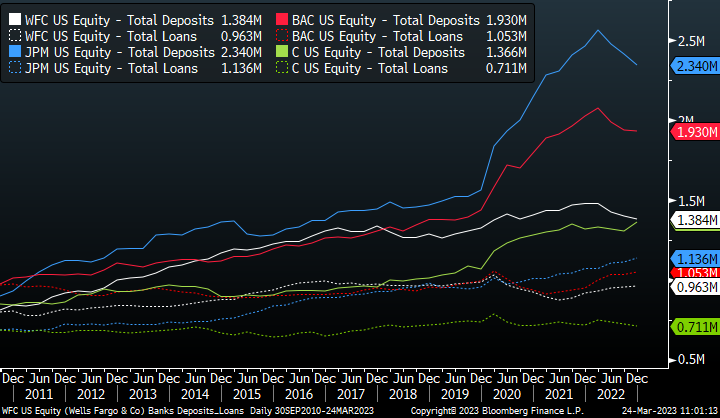 WFC US Equity - Total Deposits 1.384M BAC US Equity - Total Deposits 1.930M
WFC US Equity - Total Loans 0.963M BAC US Equity - Total Loans 1.053M
JPM US Equity - Total Deposits 2.340M C US Equity - Total Deposits 1.366M
JPM US Equity - Total Loans 1.136M C US Equity - Total Loans 0.711M
2.5M
2.340M
2M
1.930M
1.5M
1.384M
1.136M
1.053M
0.963M
0.711M
0.5M
Dec Jun Dec Jun Dec Jun Dec Jun Dec Jun Dec Jun Dec Jun Dec Jun Dec Jun Dec Jun Dec Jun Dec Jun Dec
2011 2012 2013 2014 2015 2016 2017 2018 2019 2020 2021 2022
WFC US Equity (Wells Fargo & Co) Banks Deposits_Loans Daily 30SEP2010-24MAR2023 Copyright© 2023 Bloomberg Finance L.P. 24-Mar-2023 11:01:13